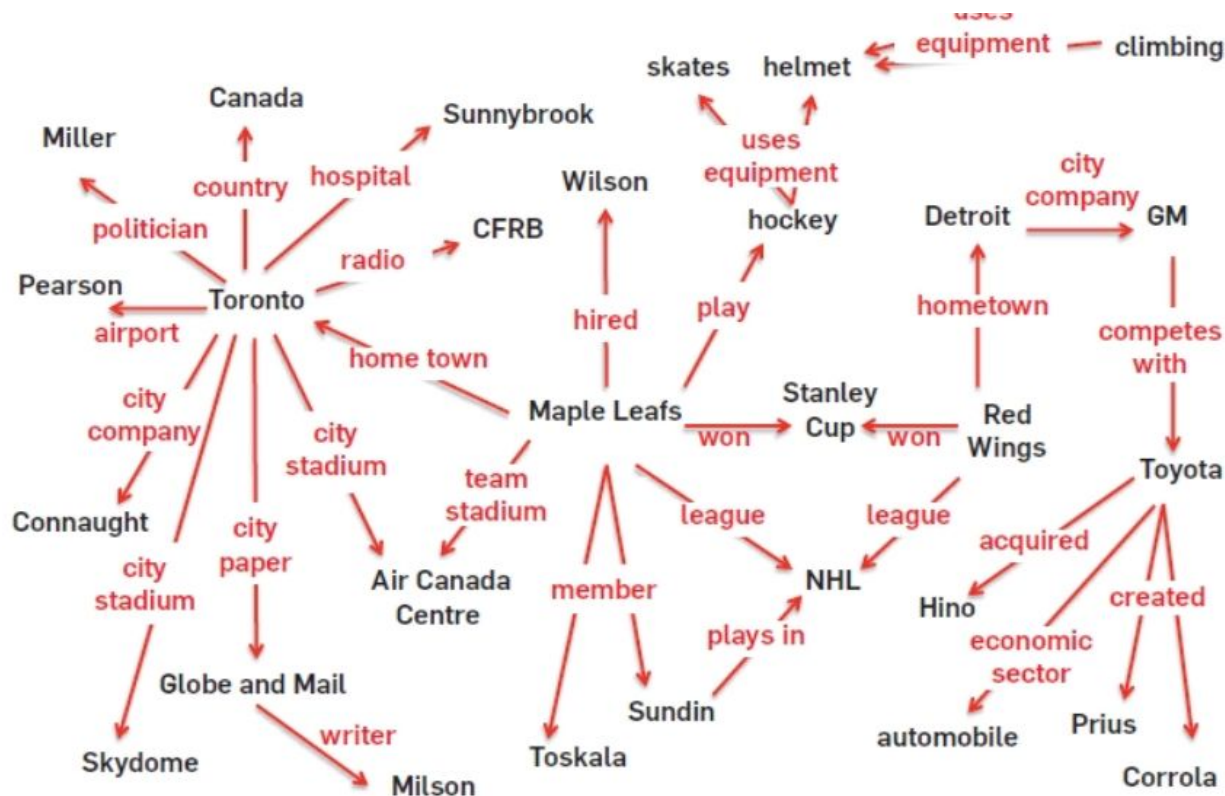 uses
equipment
climbing
skates
helmet
Canada
Sunnybrook
Miller
uses
equipment
city
company
country
hospital
Wilson
hockey
Detroit
GM
politician
CFRB
radio
Pearson
Toronto
airport
hired
play
hometown
competes
with
home town
city
company
Maple Leafs
Stanley
Cup
won
won
Red
Wings
city
stadium
team
stadium
Toyota
Connaught
league
league
city
paper
acquired
city
stadium
Air Canada
Centre
member
NHL
Hino
created
plays in
economic
sector
Globe and Mail
Sundin
writer
automobile
Prius
Skydome
Toskala
Milson
Corrola